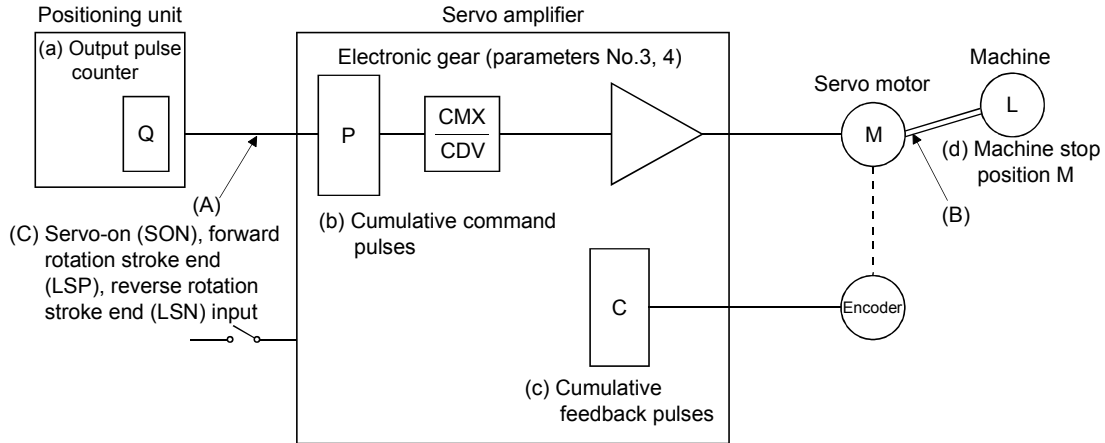 Positioning unit
(a) Output pulse
counter
Q
(A)
(C) Servo-on (SON), forward
rotation stroke end
(LSP), reverse rotation
stroke end (LSN) input
Servo amplifier
Electronic gear (parameters No.3, 4)
P
CMX
CDV
(b) Cumulative command
pulses
C
(c) Cumulative
feedback pulses
Servo motor
M
Machine
L
(d) Machine stop
position M
(B)
Encoder